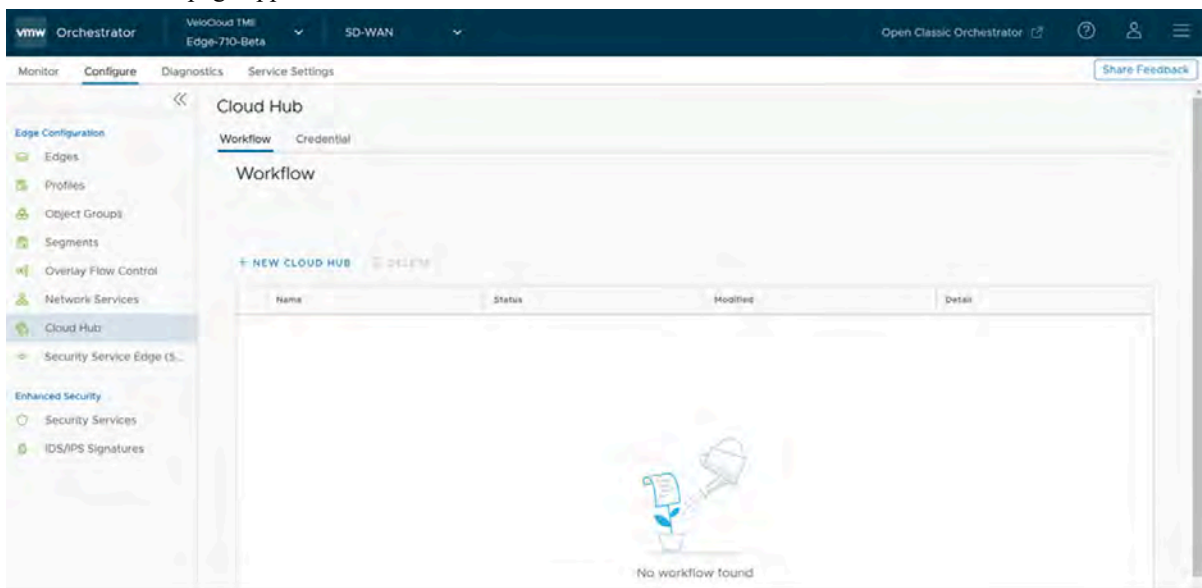 vmw Orchestrator
VeloCloud TME
Edge-710-Beta
SD-WAN
Open Classic Orchestrator
Monitor Configure Diagnostics Service Settings
Share Feedback
Cloud Hub
Workflow Credential
Workflow
Edge Configuration
Edges
Profiles
Object Groups
Segments
Overlay Flow Control
Network Services
Cloud Hub
Security Service Edge (S...
Enhanced Security
Security Services
IDS/IPS Signatures
+ NEW CLOUD HUB DELETE
Name Status Modified Detail
No workflow found